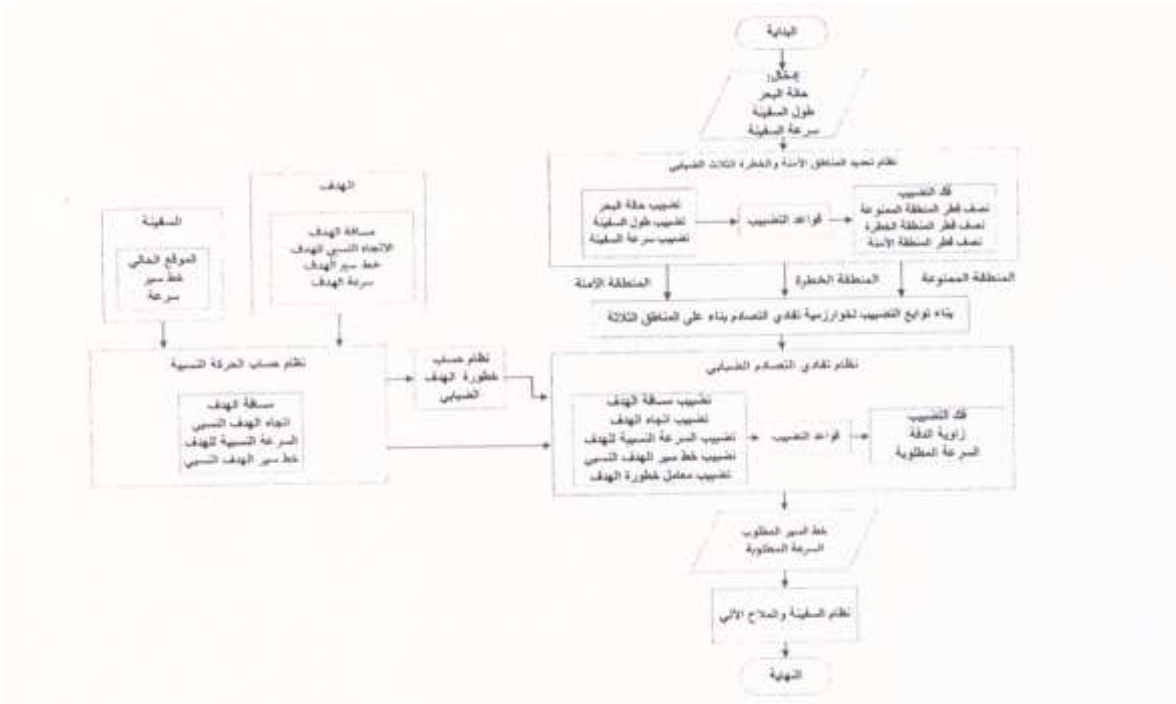 البداية
إدخال:
حالة البحر
طول السفينة
سرعة السفينة
نظام تحديد المناطق الآمنة والخطرة الثلاث الضبابي
تضبيب حالة البحر
تضبيب طول السفينة
تضبيب سرعة السفينة
قواعد التضبيب
فك التضبيب
نصف قطر المنطقة الممنوعة
نصف قطر المنطقة الخطرة
نصف قطر المنطقة الآمنة
المنطقة الآمنة
المنطقة الخطرة
المنطقة الممنوعة
بناء توابع التضبيب لخوارزمية تفادي التصادم بناء على المناطق الثلاثة
الهدف
مسافة الهدف
الاتجاه النسبي للهدف
خط سير الهدف
سرعة الهدف
السفينة
الموقع الحالي
خط سير
سرعة
نظام حساب الحركة النسبية
مسافة الهدف
اتجاه الهدف النسبي
السرعة النسبية للهدف
خط سير الهدف النسبي
نظام حساب
خطورة الهدف
الضبابي
نظام تفادي التصادم الضبابي
تضبيب مسافة الهدف
تضبيب اتجاه الهدف
تضبيب السرعة النسبية للهدف
تضبيب خط سير الهدف النسبي
تضبيب معامل خطورة الهدف
قواعد التضبيب
فك التضبيب
زاوية الدفة
السرعة المطلوبة
خط السير المطلوب
السرعة المطلوبة
نظام السفينة والملاح الآلي
النهاية